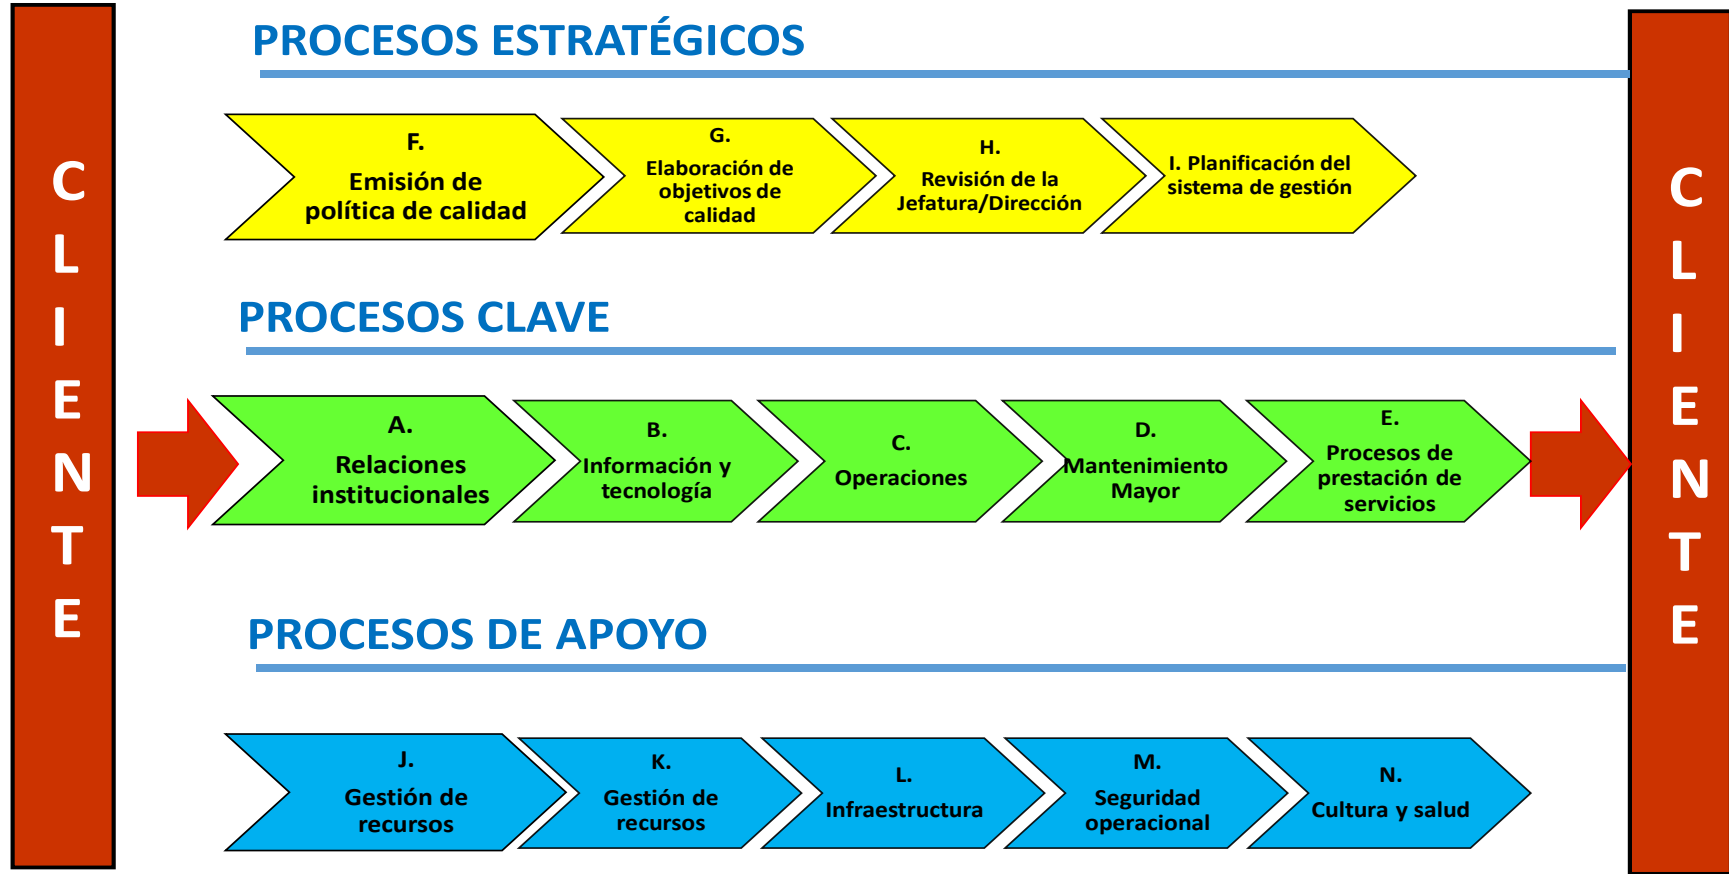 PROCESOS ESTRATÉGICOS
F.
Emisión de
política de calidad
G.
Elaboración de
objetivos de
calidad
H.
Revisión de la
Jefatura/Dirección
I. Planificación del
sistema de gestión
C
L
I
E
N
T
E
PROCESOS CLAVE
A.
Relaciones
institucionales
B.
Información y
tecnología
C.
Operaciones
D.
Mantenimiento
Mayor
E.
Procesos de
prestación de
servicios
C
L
I
E
N
T
E
PROCESOS DE APOYO
J.
Gestión de
recursos
K.
Gestión de
recursos
L.
Infraestructura
M.
Seguridad
operacional
N.
Cultura y salud